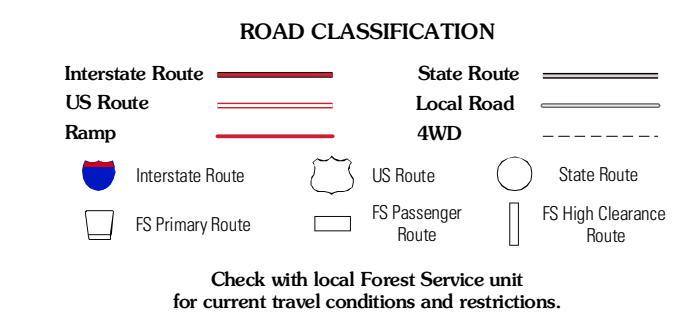 ROAD CLASSIFICATION
Interstate Route
State Route
US Route
Local Road
Ramp
4WD
Interstate Route
US Route
State Route
FS Primary Route
FS Passenger
Route
FS High Clearance
Route
Check with local Forest Service unit
for current travel conditions and restrictions.